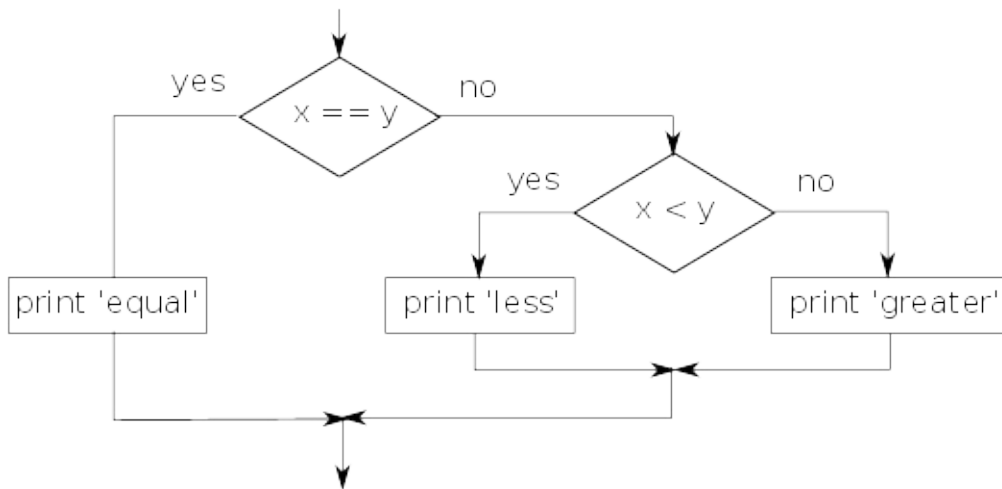 yes
no
x == y
yes
no
x < y
print 'equal'
print 'less'
print 'greater'